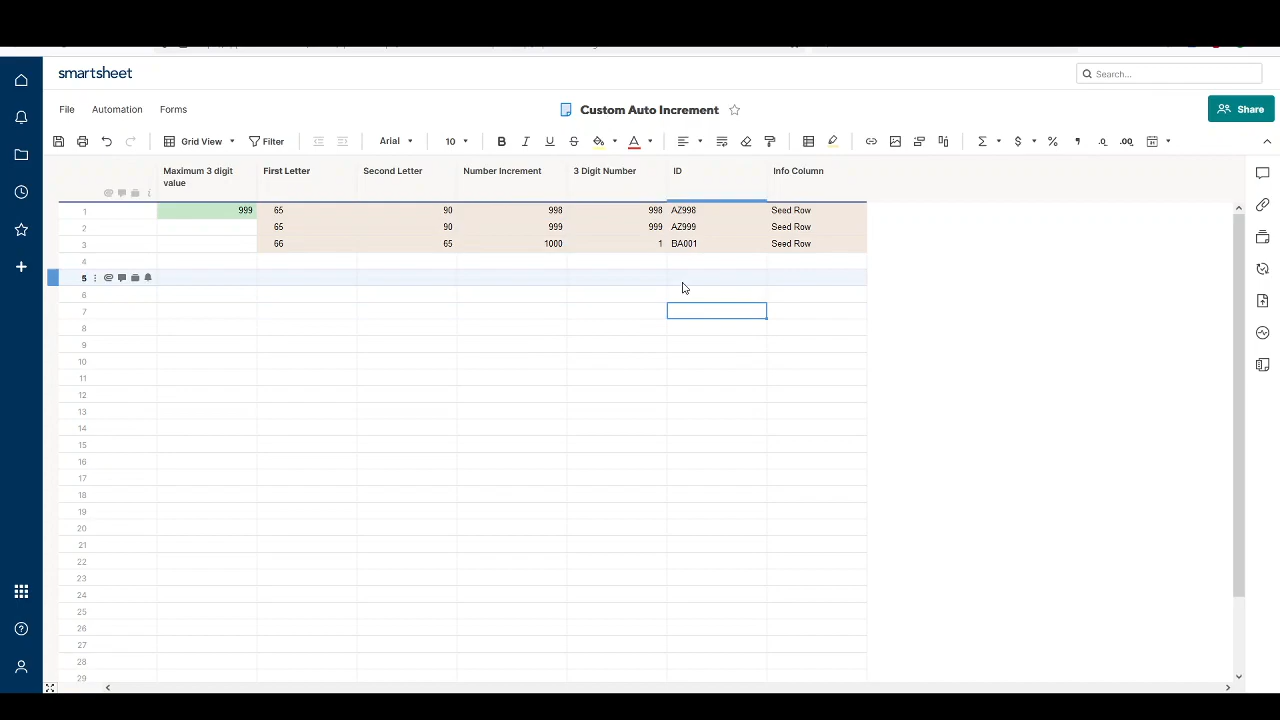 smartsheet
Search...
File Automation Forms
Custom Auto Increment
Share
Grid View Filter Arial 10 B I U S A Σ $ % .0 .00
Maximum 3 digit value First Letter Second Letter Number Increment 3 Digit Number ID Info Column
1 999 65 90 998 998 AZ998 Seed Row
2 65 90 999 999 AZ999 Seed Row
3 66 65 1000 1 BA001 Seed Row
4
5
6
7
8
9
10
11
12
13
14
15
16
17
18
19
20
21
22
23
24
25
26
27
28
29